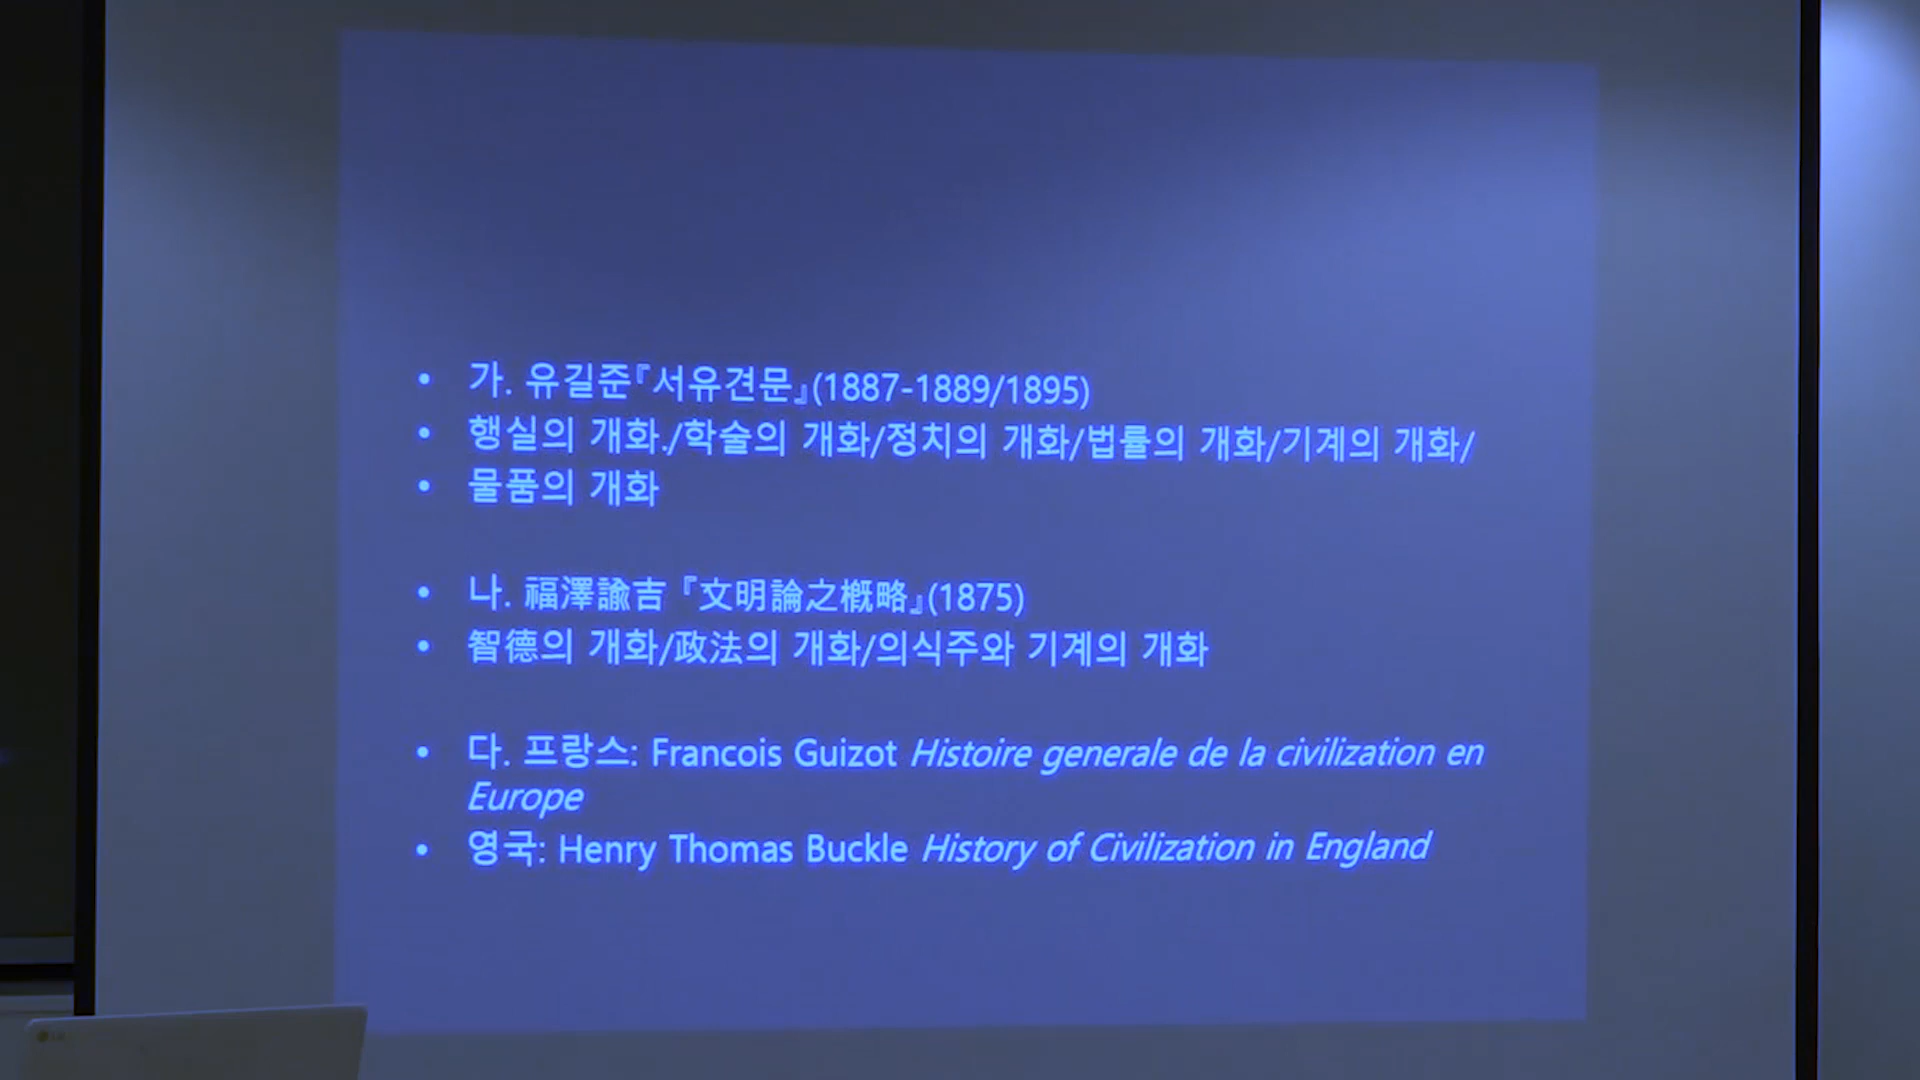 • 가. 유길준『서유견문』(1887-1889/1895)
• 행실의 개화./학술의 개화/정치의 개화/법률의 개화/기계의 개화/
• 물품의 개화
• 나. 福澤諭吉 『文明論之槪略』(1875)
• 智德의 개화/政法의 개화/의식주와 기계의 개화
• 다. 프랑스: Francois Guizot Histoire generale de la civilization en
Europe
• 영국: Henry Thomas Buckle History of Civilization in England
LG